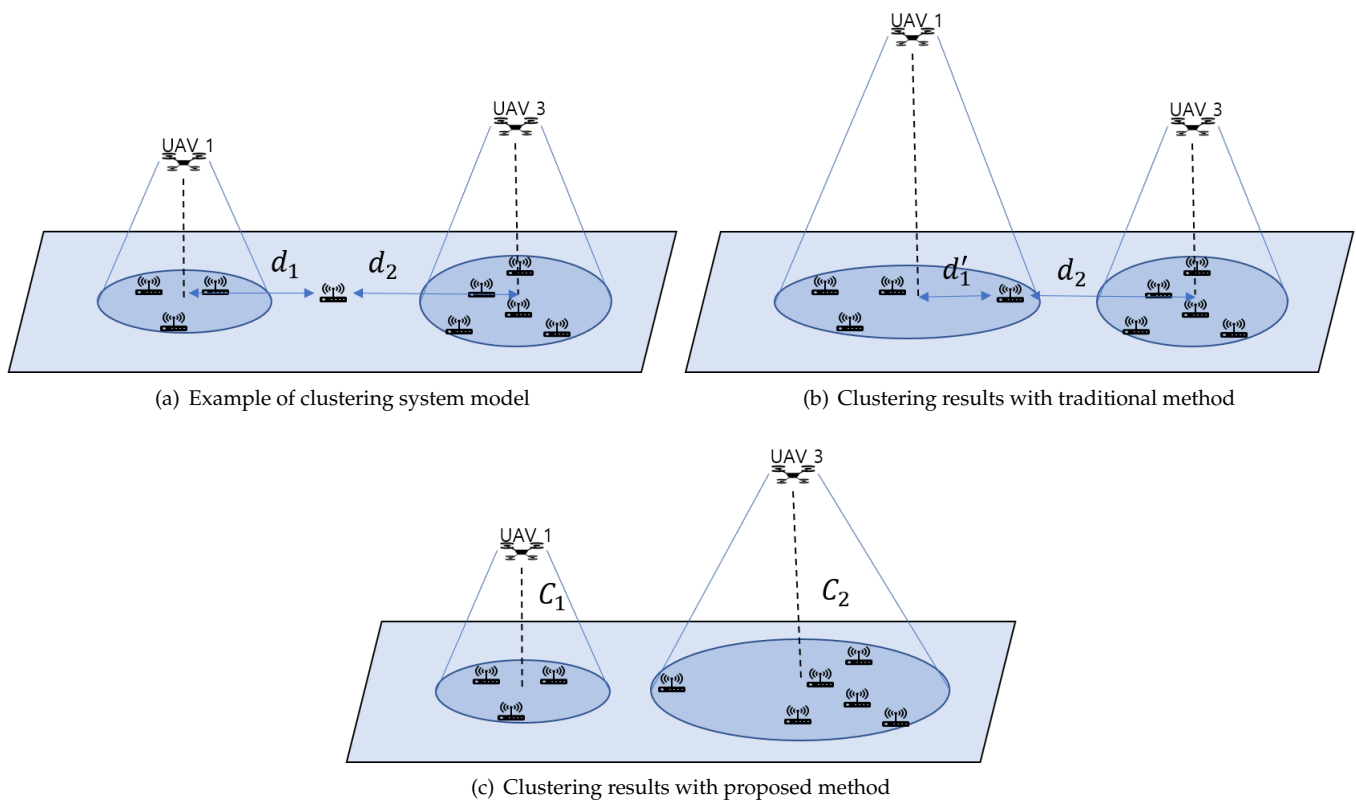 UAV 1
UAV 3
d₁
d₂
(a) Example of clustering system model
UAV 1
UAV 3
d′₁
d₂
(b) Clustering results with traditional method
UAV 3
UAV 1
C₁
C₂
(c) Clustering results with proposed method